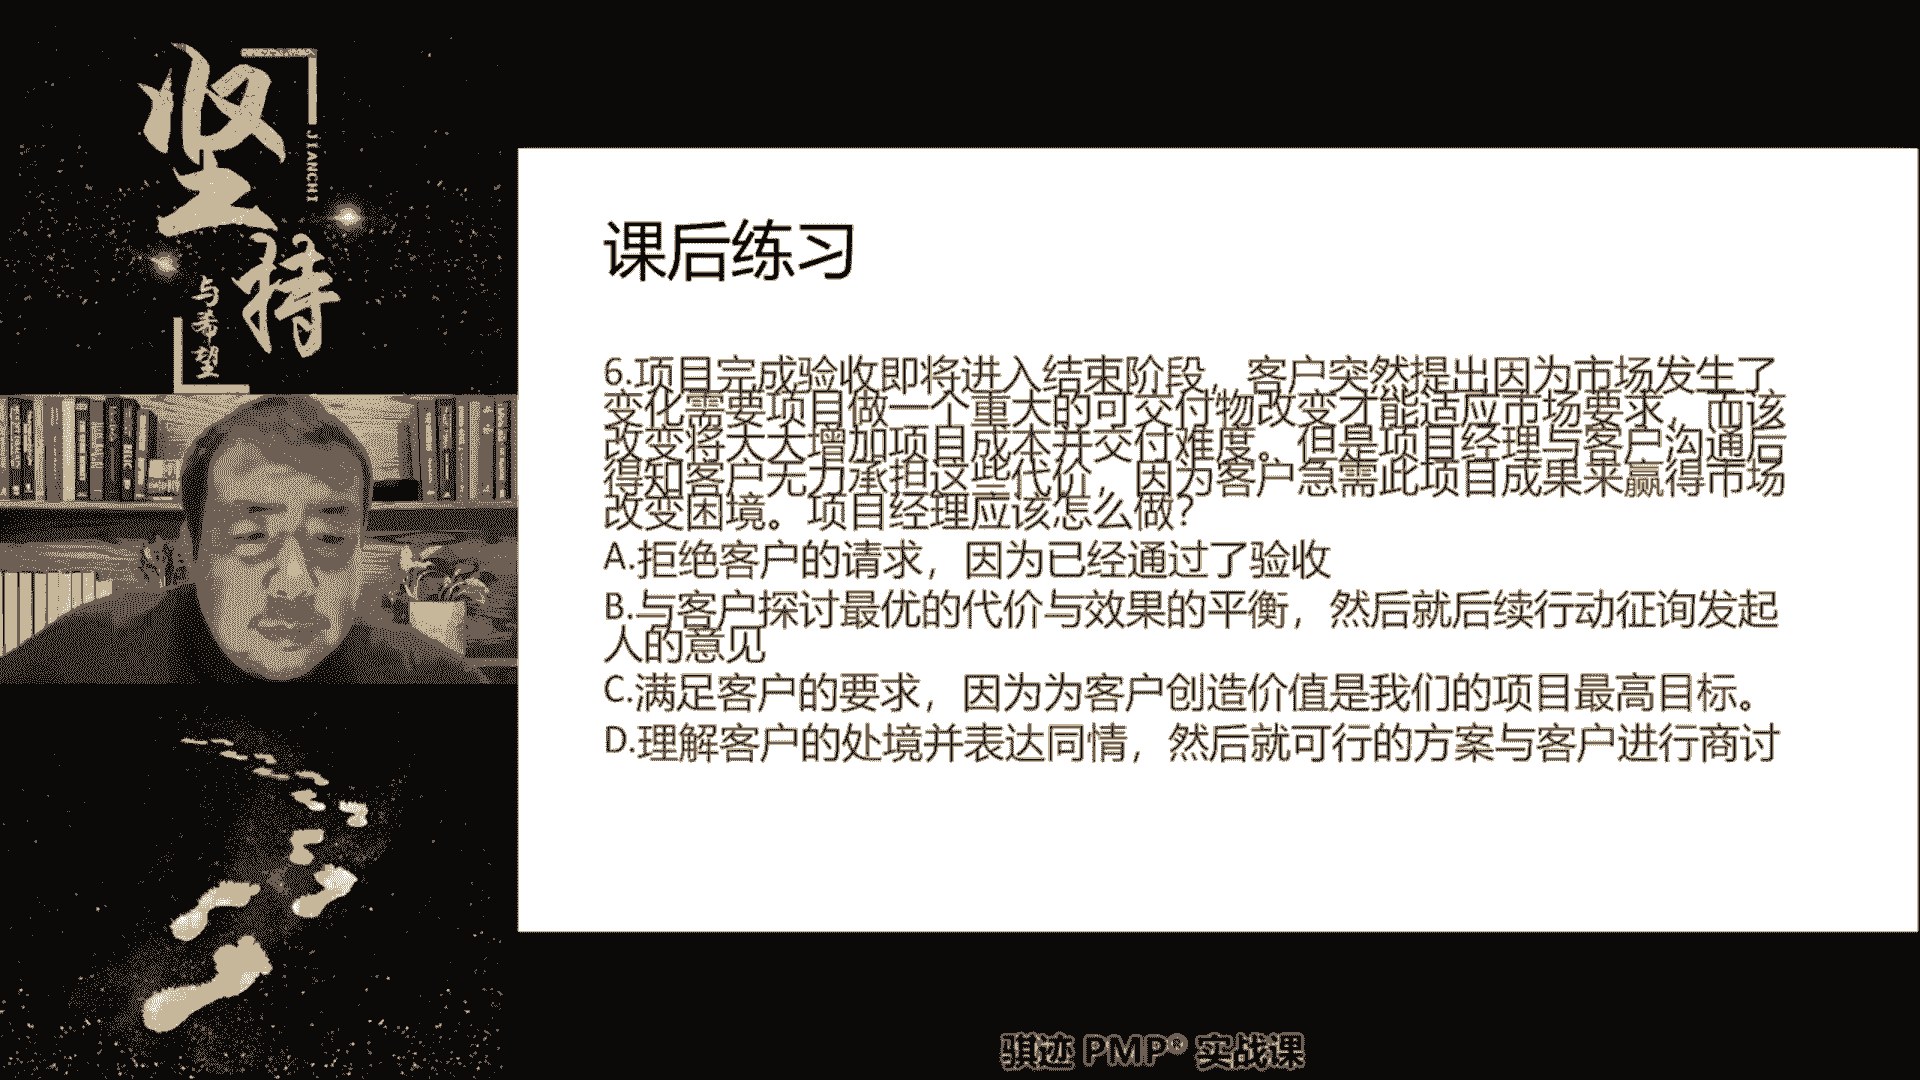 坚持
JIANCHI
与希望
课后练习
6.项目完成验收即将进入结束阶段，客户突然提出因为市场发生了
变化需要项目做一个重大的可交付物改变才能适应市场要求，而该
改变将大大增加项目成本并交付难度。但是项目经理与客户沟通后
得知客户无力承担这些代价，因为客户急需此项目成果来赢得市场
改变困境。项目经理应该怎么做？
A.拒绝客户的请求，因为已经通过了验收
B.与客户探讨最优的代价与效果的平衡，然后就后续行动征询发起
人的意见
C.满足客户的要求，因为为客户创造价值是我们的项目最高目标。
D.理解客户的处境并表达同情，然后就可行的方案与客户进行商讨
骐迹 PMP® 实战课